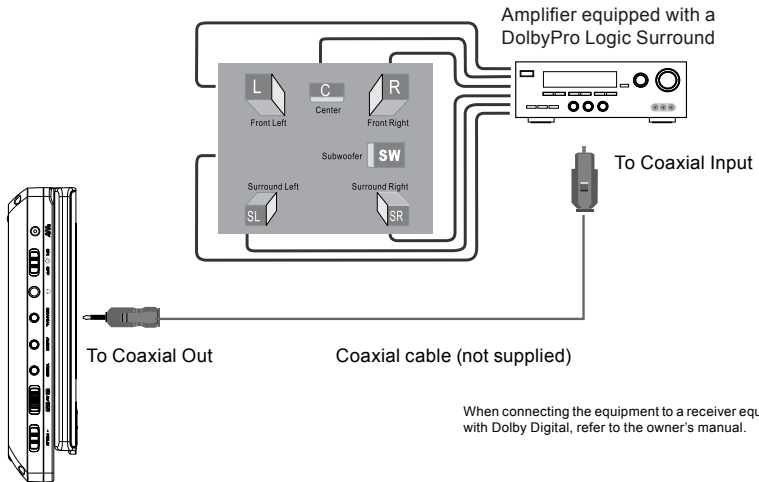 Amplifier equipped with a
DolbyPro Logic Surround
L
C
R
Front Left
Center
Front Right
Subwoofer
SW
To Coaxial Input
Surround Left
Surround Right
SL
SR
To Coaxial Out
Coaxial cable (not supplied)
When connecting the equipment to a receiver equ
with Dolby Digital, refer to the owner's manual.